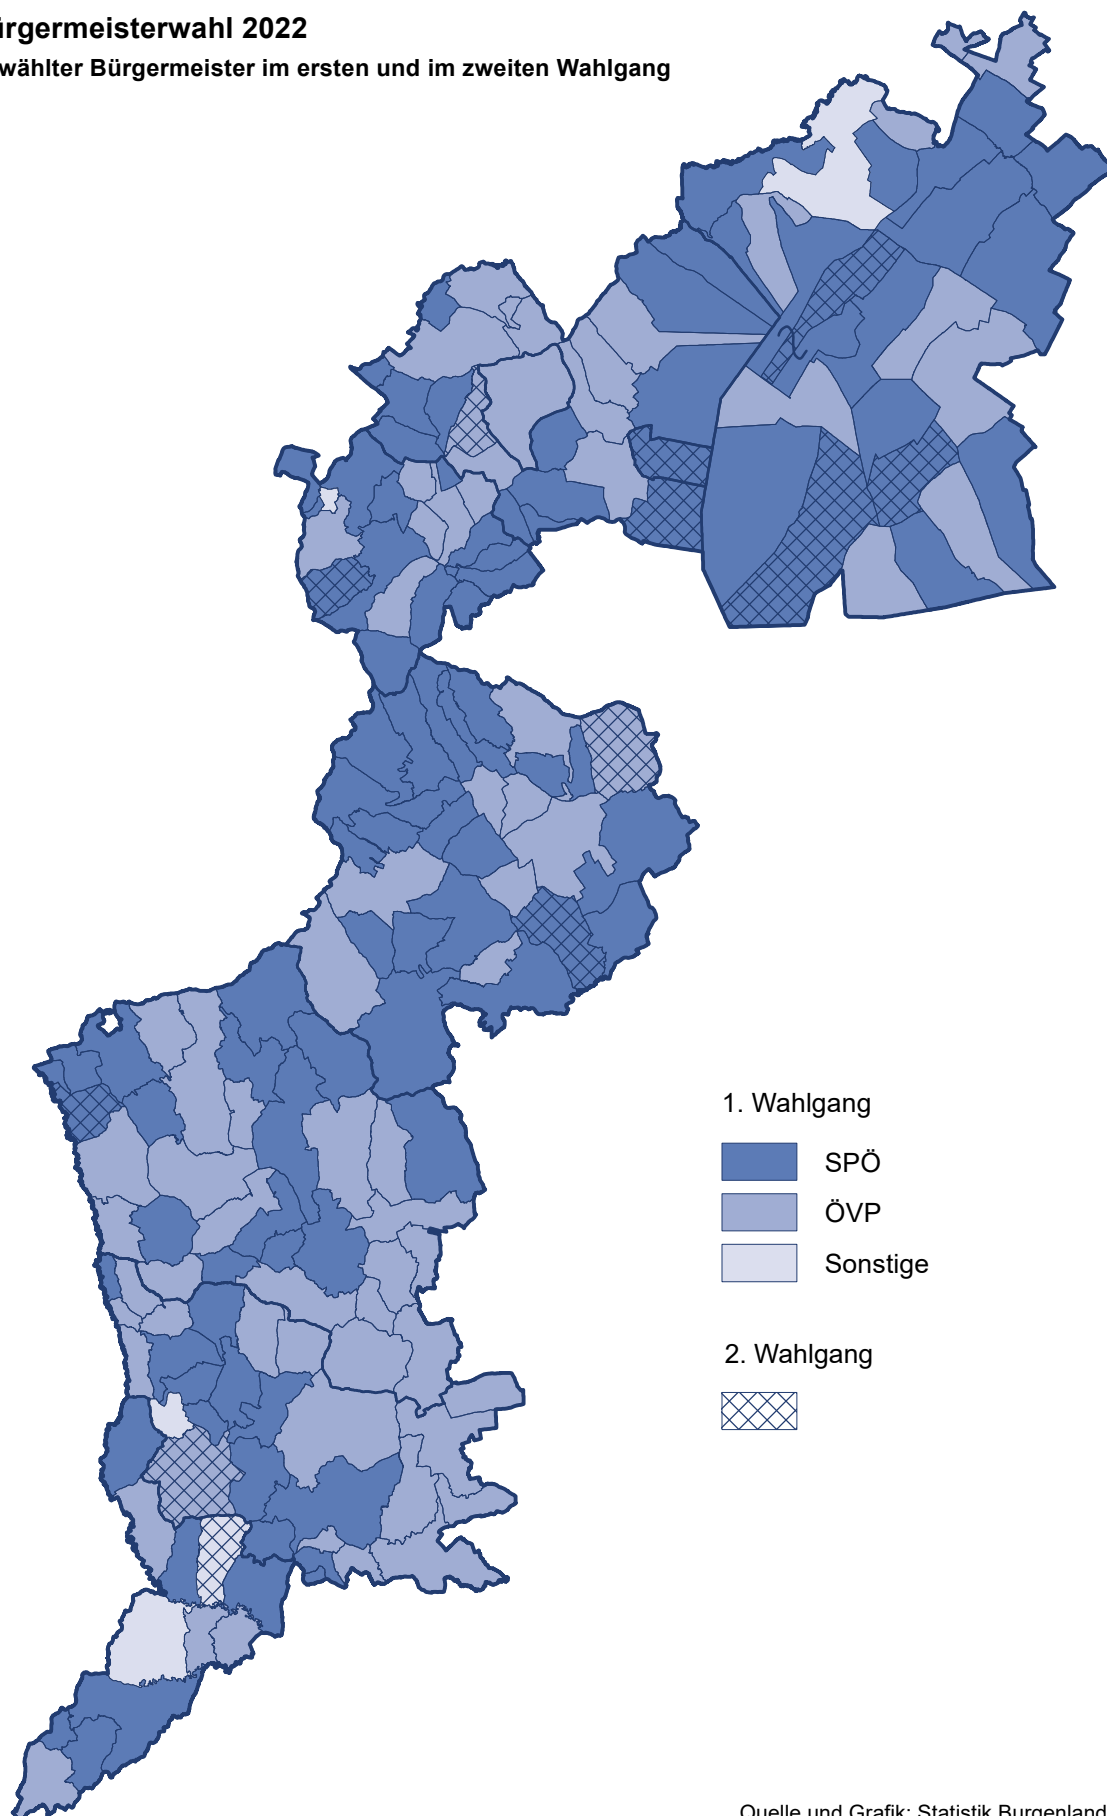 ürgermeisterwahl 2022
wählter Bürgermeister im ersten und im zweiten Wahlgang
1. Wahlgang
SPÖ
ÖVP
Sonstige
2. Wahlgang
Quelle und Grafik: Statistik Burgenland